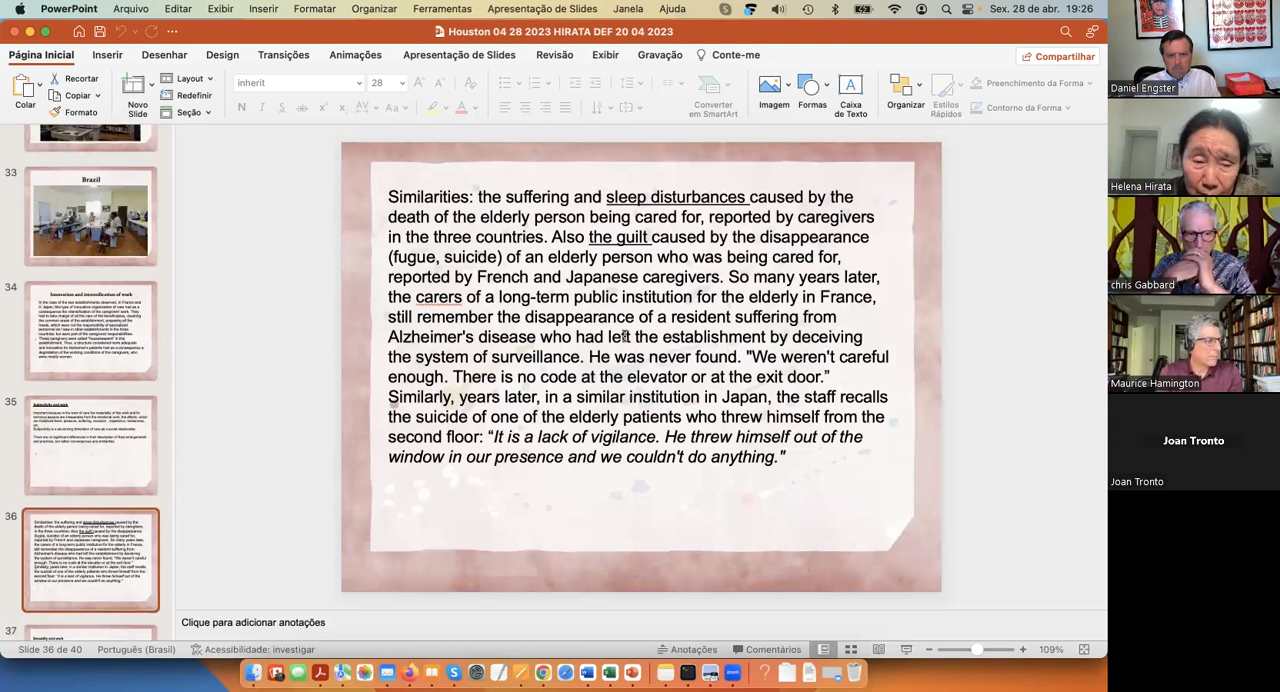 PowerPoint Arquivo Editar Exibir Inserir Formatar Organizar Ferramentas Apresentação de Slides Janela Ajuda Sex. 28 de abr. 19:26
Houston 04 28 2023 HIRATA DEF 20 04 2023
Página Inicial Inserir Desenhar Design Transições Animações Apresentação de Slides Revisão Exibir Gravação Conte-me Compartilhar
Colar
Recortar
Copiar
Formato
Novo Slide
Layout
Redefinir
Seção
inherit 28
N I S
Converter em SmartArt
Imagem
Formas
Caixa de Texto
Organizar
Estilos Rápidos
Preenchimento da Forma
Contorno da Forma
33
Brazil
34
Innovation and intensification of work
35
Subjectivity and work
36
37
Similarities: the suffering and sleep disturbances caused by the
death of the elderly person being cared for, reported by caregivers
in the three countries. Also the guilt caused by the disappearance
(fugue, suicide) of an elderly person who was being cared for,
reported by French and Japanese caregivers. So many years later,
the carers of a long-term public institution for the elderly in France,
still remember the disappearance of a resident suffering from
Alzheimer's disease who had left the establishment by deceiving
the system of surveillance. He was never found. "We weren't careful
enough. There is no code at the elevator or at the exit door.”
Similarly, years later, in a similar institution in Japan, the staff recalls
the suicide of one of the elderly patients who threw himself from the
second floor: “It is a lack of vigilance. He threw himself out of the
window in our presence and we couldn't do anything."
Clique para adicionar anotações
Slide 36 de 40 Português (Brasil) Acessibilidade: investigar Anotações Comentários 109%
Daniel Engster
Helena Hirata
chris Gabbard
Maurice Hamington
Joan Tronto
Joan Tronto